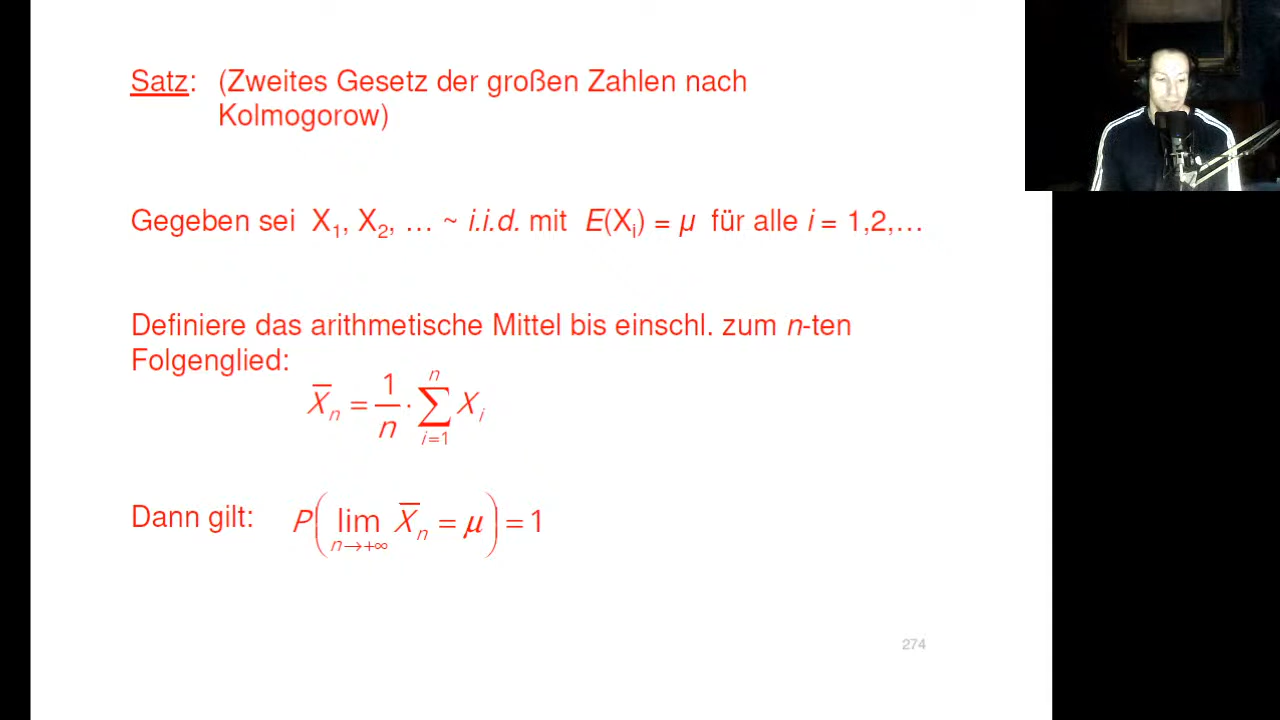 Satz: (Zweites Gesetz der großen Zahlen nach
Kolmogorow)
Gegeben sei X₁, X₂, … ~ i.i.d. mit E(Xᵢ) = μ für alle i = 1,2,…
Definiere das arithmetische Mittel bis einschl. zum n-ten
Folgenglied:
X̅ₙ = 1/n · ∑ᵢ₌₁ⁿ Xᵢ
Dann gilt: P( lim n→+∞ X̅ₙ = μ ) = 1
274